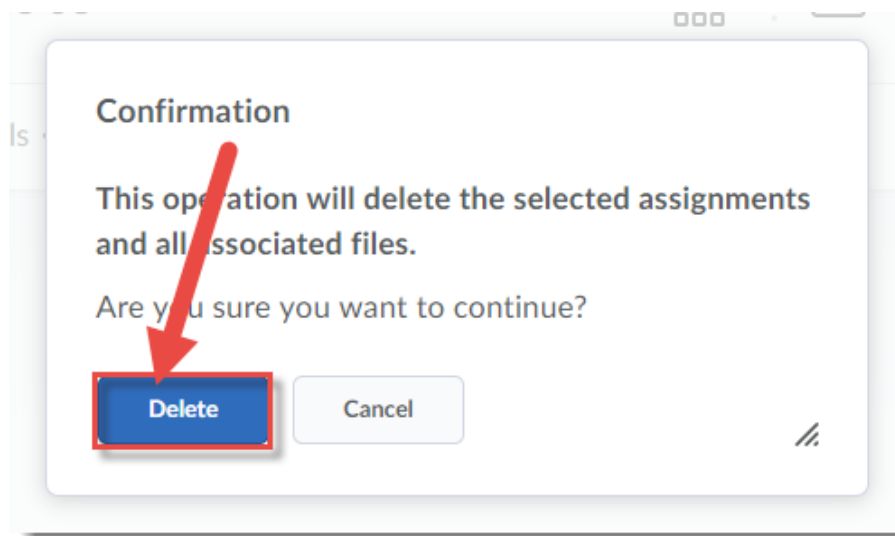 ls
Confirmation
This operation will delete the selected assignments
and all associated files.
Are you sure you want to continue?
Delete Cancel